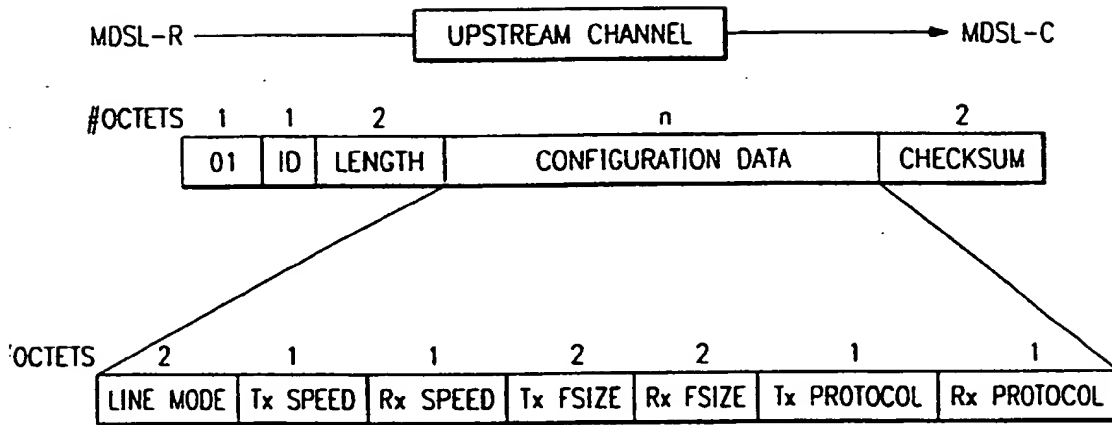 MDSL-R UPSTREAM CHANNEL MDSL-C
#OCTETS 1 1 2 n 2
01 ID LENGTH CONFIGURATION DATA CHECKSUM
OCTETS 2 1 1 2 2 1 1
LINE MODE Tx SPEED Rx SPEED Tx FSIZE Rx FSIZE Tx PROTOCOL Rx PROTOCOL